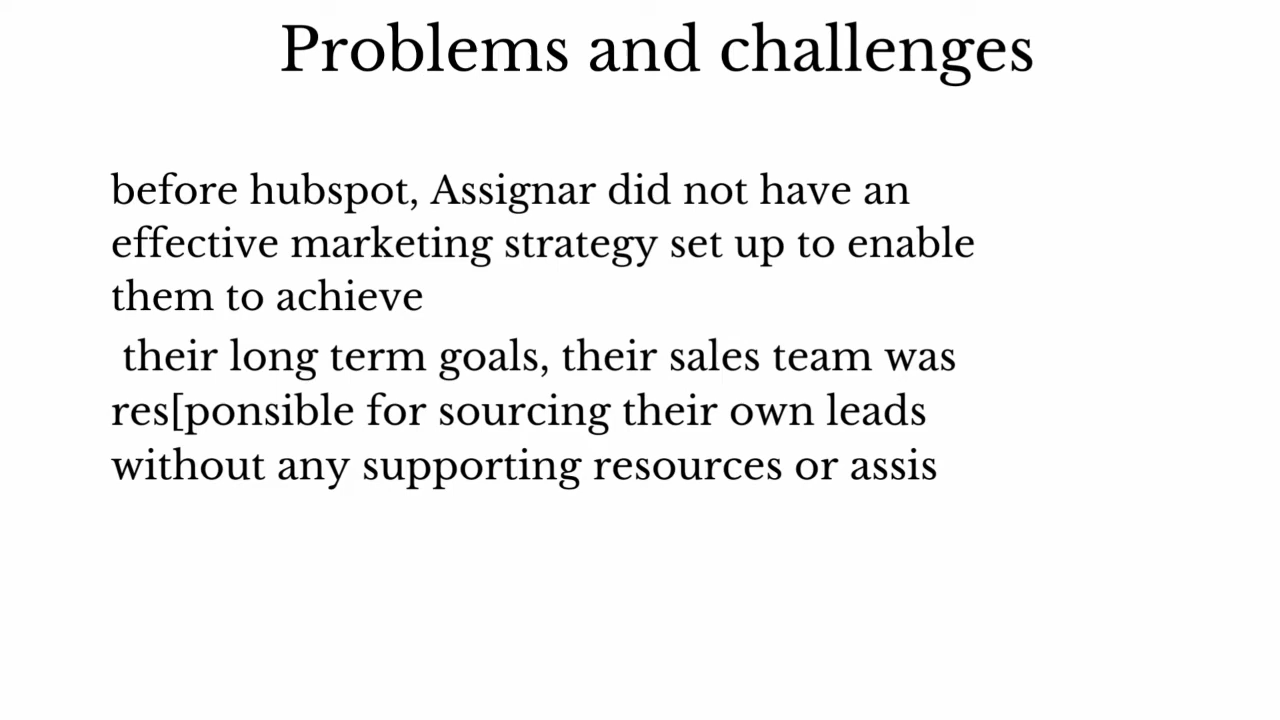 Problems and challenges
before hubspot, Assignar did not have an
effective marketing strategy set up to enable
them to achieve
their long term goals, their sales team was
res[ponsible for sourcing their own leads
without any supporting resources or assis